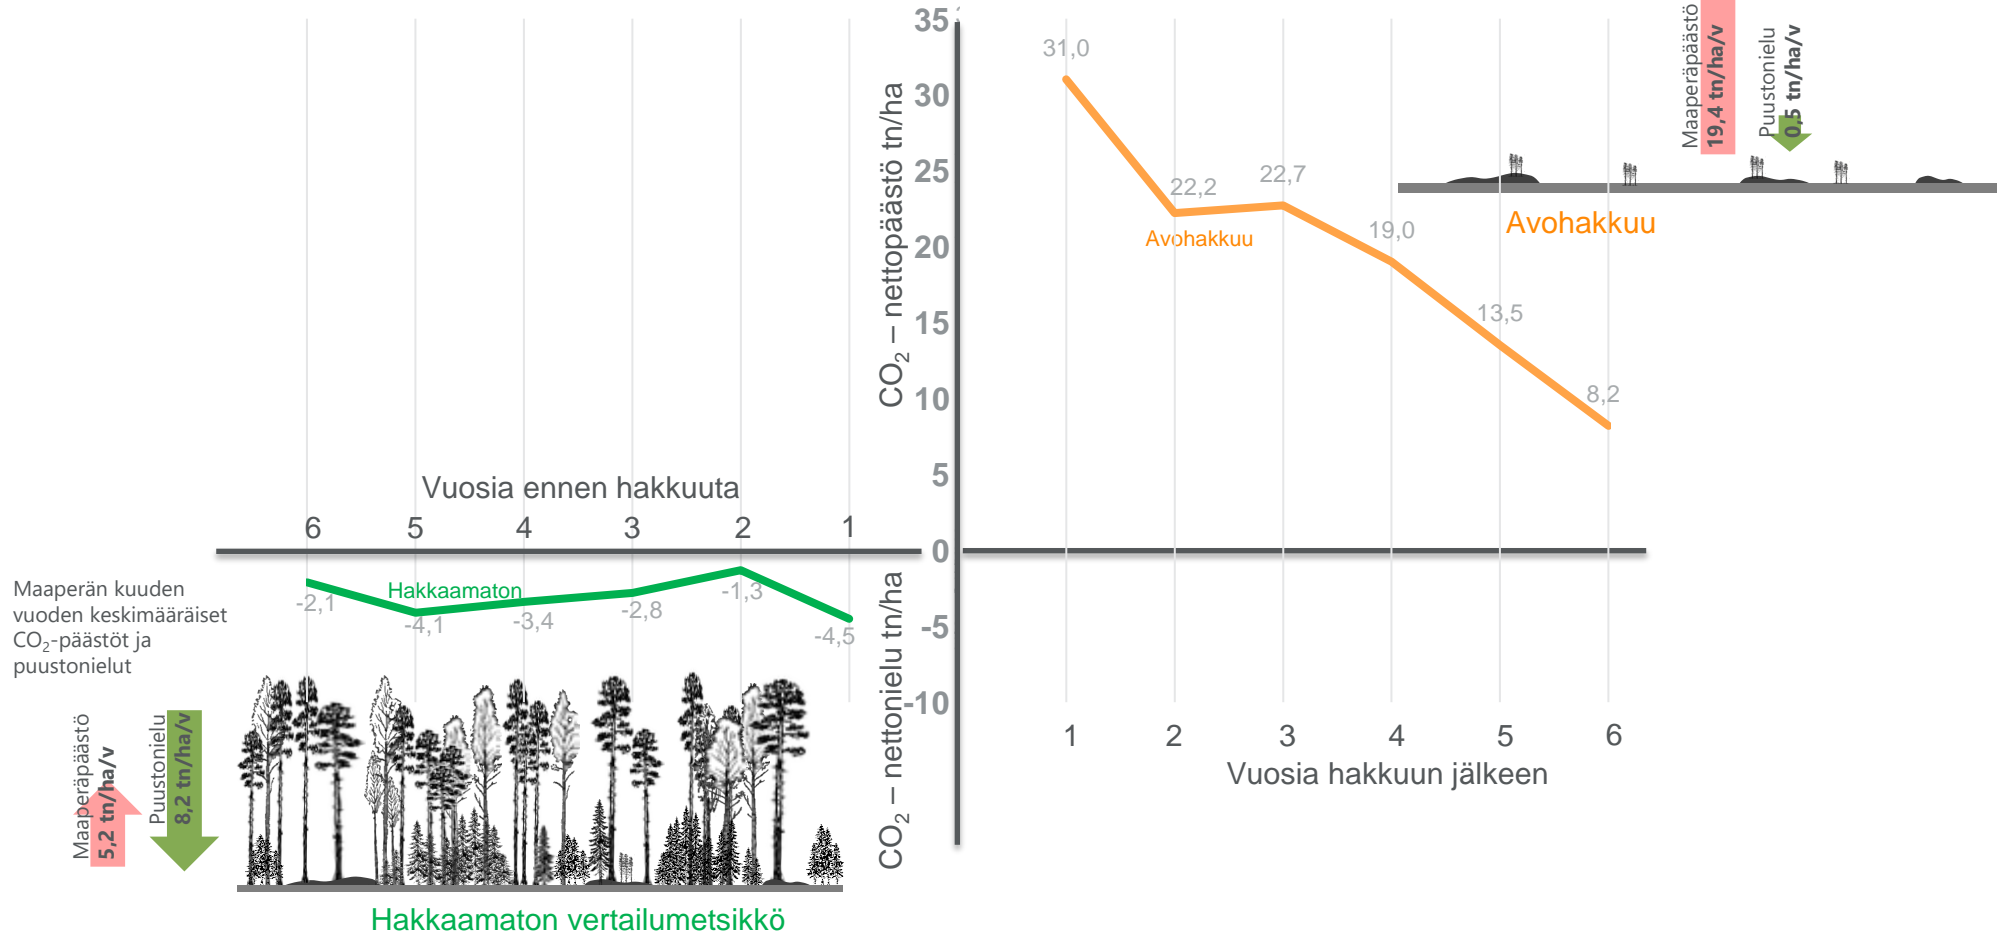 35
30
25
20
15
10
5
0
-5
-10
CO₂ – nettopäästö tn/ha
CO₂ – nettonielu tn/ha
Vuosia ennen hakkuuta
6 5 4 3 2 1
Hakkaamaton
-2,1 -4,1 -3,4 -2,8 -1,3 -4,5
Maaperän kuuden
vuoden keskimääräiset
CO₂-päästöt ja
puustonielut
Maaperäpäästö
5,2 tn/ha/v
Puustonielu
8,2 tn/ha/v
Hakkaamaton vertailumetsikkö
31,0
22,2
22,7
19,0
13,5
8,2
Avohakkuu
1 2 3 4 5 6
Vuosia hakkuun jälkeen
Maaperäpäästö
19,4 tn/ha/v
Puustonielu
0,5 tn/ha/v
Avohakkuu